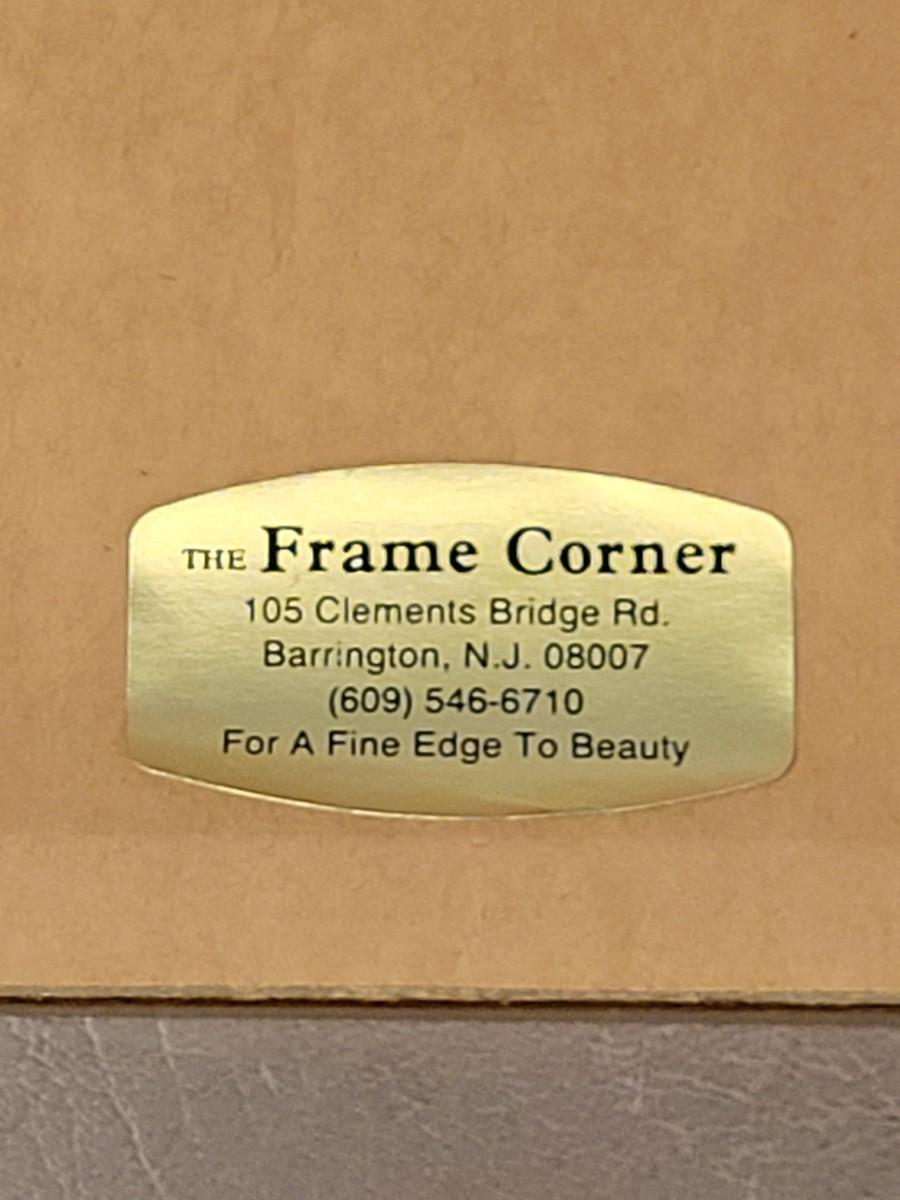 THE Frame Corner
105 Clements Bridge Rd.
Barrington, N.J. 08007
(609) 546-6710
For A Fine Edge To Beauty